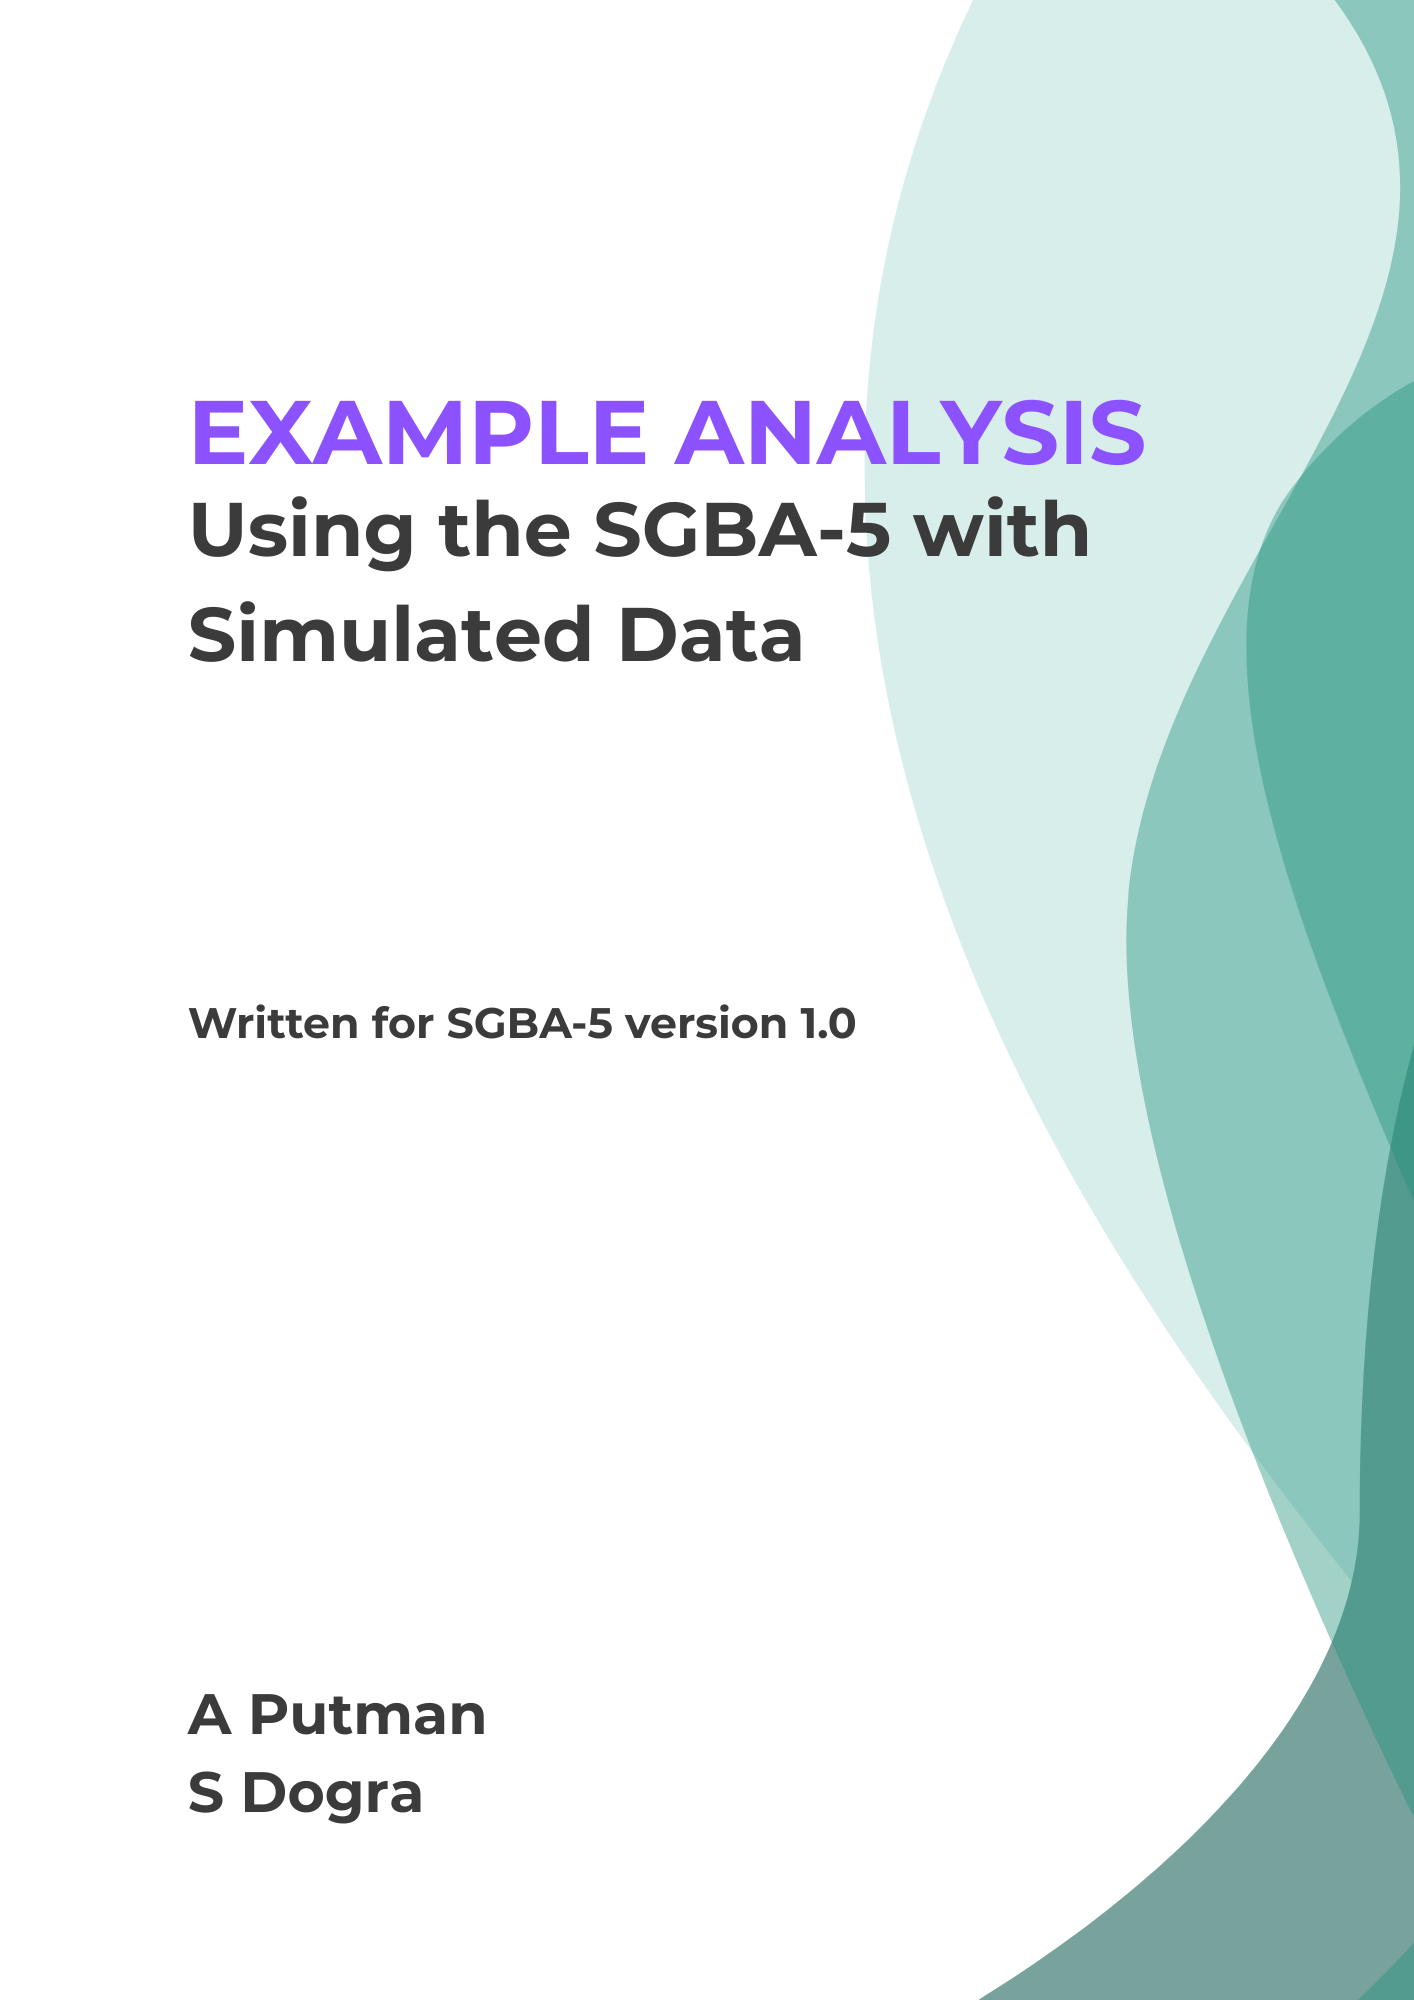 EXAMPLE ANALYSIS
Using the SGBA-5 with
Simulated Data
Written for SGBA-5 version 1.0
A Putman
S Dogra